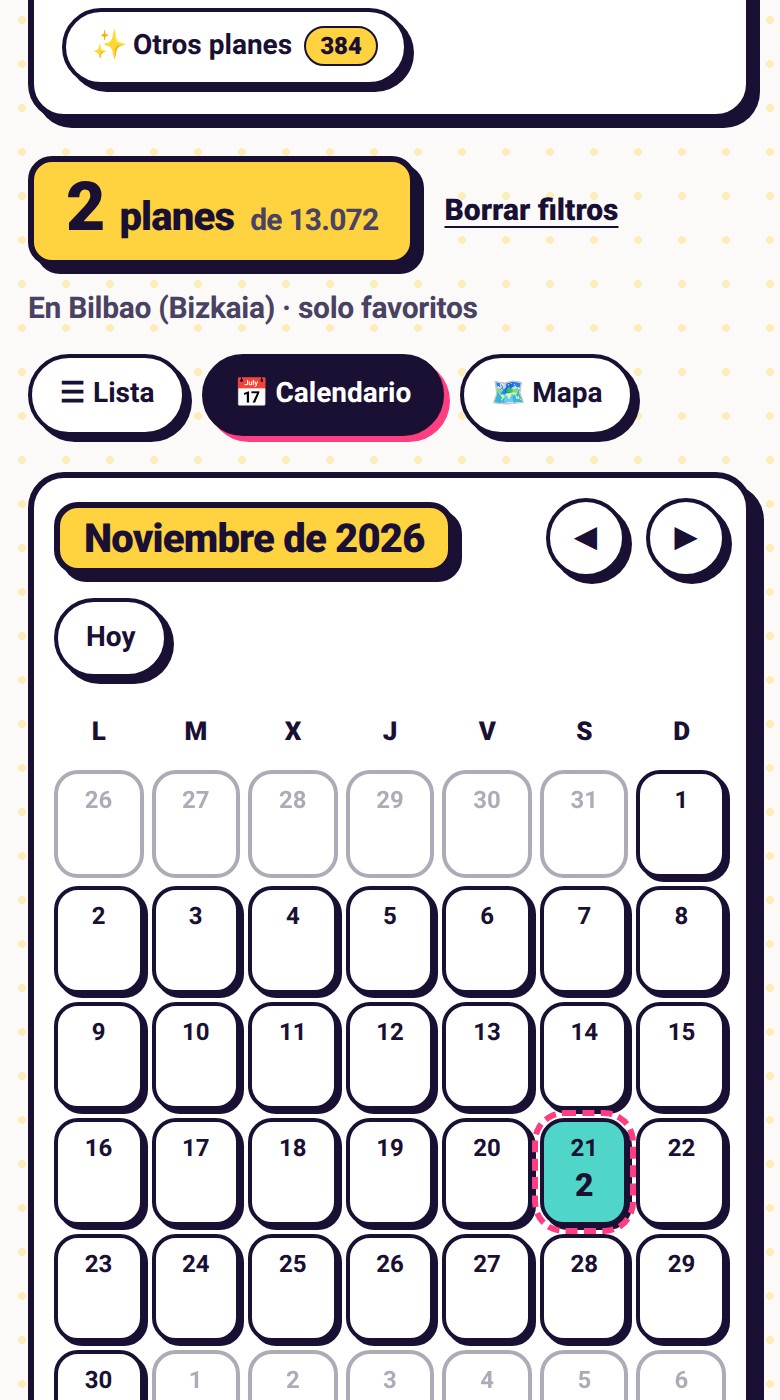 ✨ Otros planes 384
2 planes de 13.072
Borrar filtros
En Bilbao (Bizkaia) · solo favoritos
☰ Lista
📅 Calendario
🗺️ Mapa
Noviembre de 2026
◀ ▶
Hoy
L M X J V S D
26 27 28 29 30 31 1
2 3 4 5 6 7 8
9 10 11 12 13 14 15
16 17 18 19 20 21 22
2
23 24 25 26 27 28 29
30 1 2 3 4 5 6